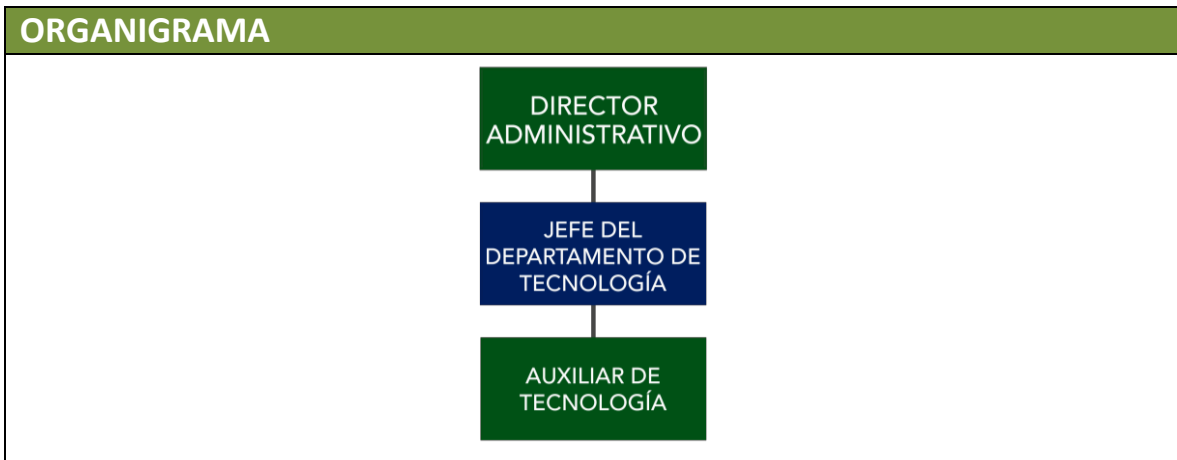 ORGANIGRAMA
DIRECTOR
ADMINISTRATIVO
JEFE DEL
DEPARTAMENTO DE
TECNOLOGÍA
AUXILIAR DE
TECNOLOGÍA